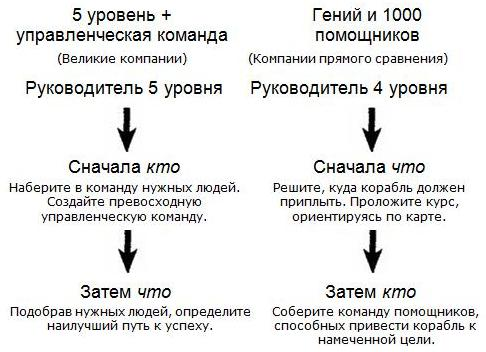 5 уровень +
управленческая команда
(Великие компании)
Руководитель 5 уровня
Сначала кто
Наберите в команду нужных людей.
Создайте превосходную
управленческую команду.
Затем что
Подобрав нужных людей, определите
наилучший путь к успеху.
Гений и 1000
помощников
(Компании прямого сравнения)
Руководитель 4 уровня
Сначала что
Решите, куда корабль должен
приплыть. Проложите курс,
ориентируясь по карте.
Затем кто
Соберите команду помощников,
способных привести корабль к
намеченной цели.